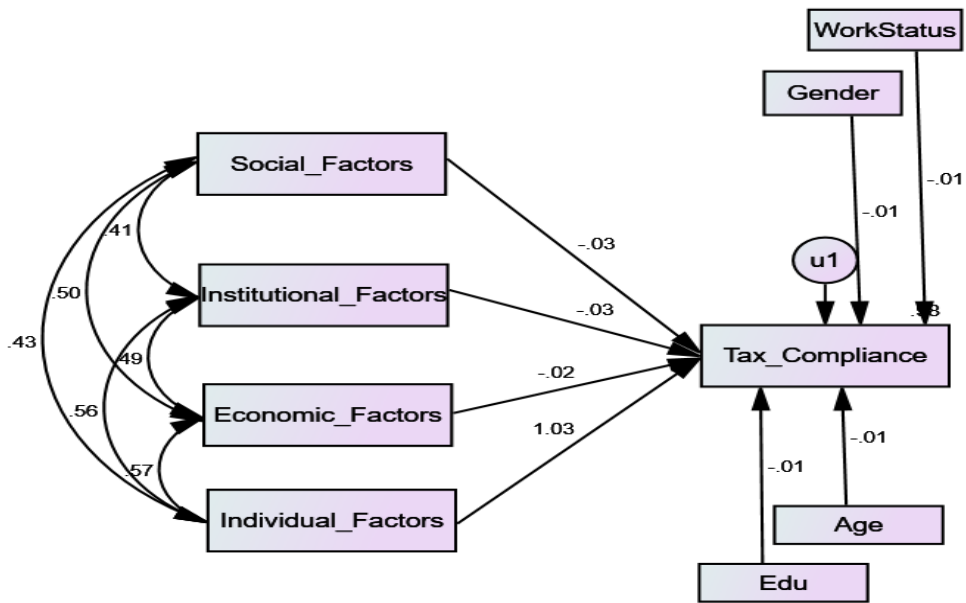 WorkStatus
Gender
-.01
-.01
Social_Factors
.41
-.03
u1
Institutional_Factors
.50
-.03
.43
.49
Tax_Compliance
-.02
.56
Economic_Factors
1.03
-.01
.57
-.01
Individual_Factors
Age
Edu